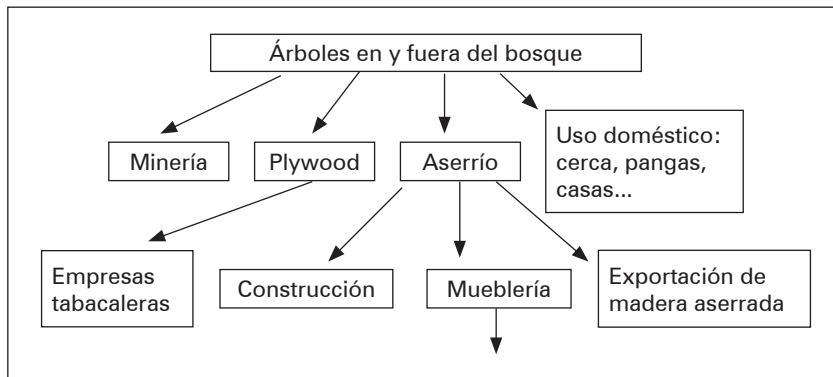 Árboles en y fuera del bosque
Minería
Plywood
Aserrío
Uso doméstico:
cerca, pangas,
casas...
Empresas
tabacaleras
Construcción
Mueblería
Exportación de
madera aserrada